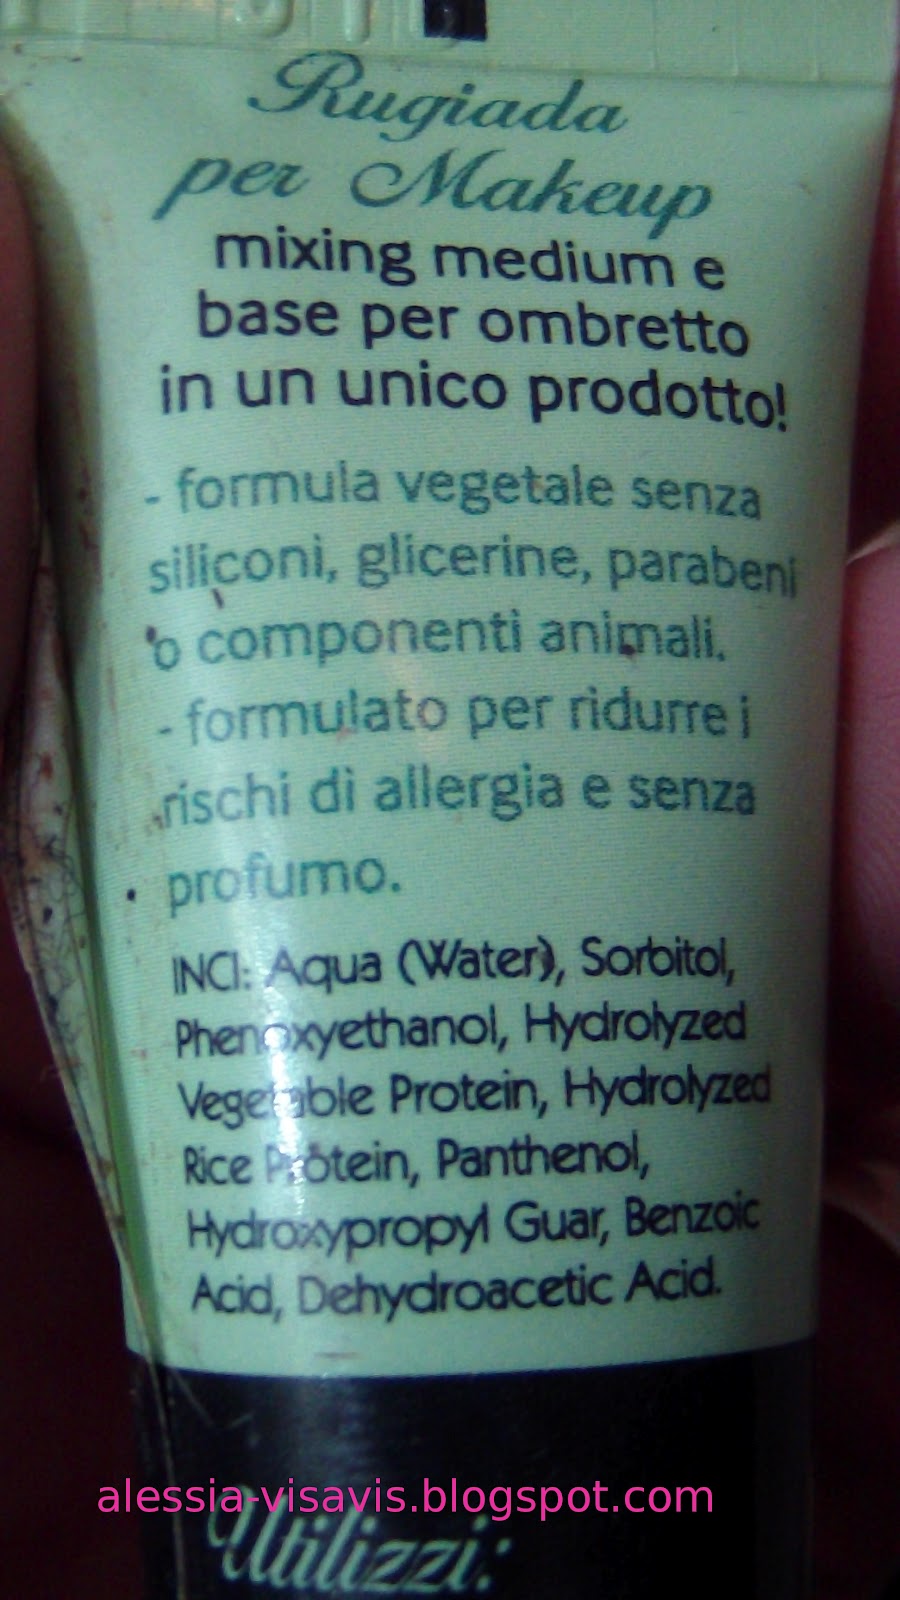 Rugiada
per Makeup
mixing medium e
base per ombretto
in un unico prodotto!
- formula vegetale senza
siliconi, glicerine, parabeni
o componenti animali.
- formulato per ridurre i
rischi di allergia e senza
profumo.
INCI: Aqua (Water), Sorbitol,
Phenoxyethanol, Hydrolyzed
Vegetable Protein, Hydrolyzed
Rice Protein, Panthenol,
Hydroxypropyl Guar, Benzoic
Acid, Dehydroacetic Acid.
alessia-visavis.blogspot.com
Utilizzi: